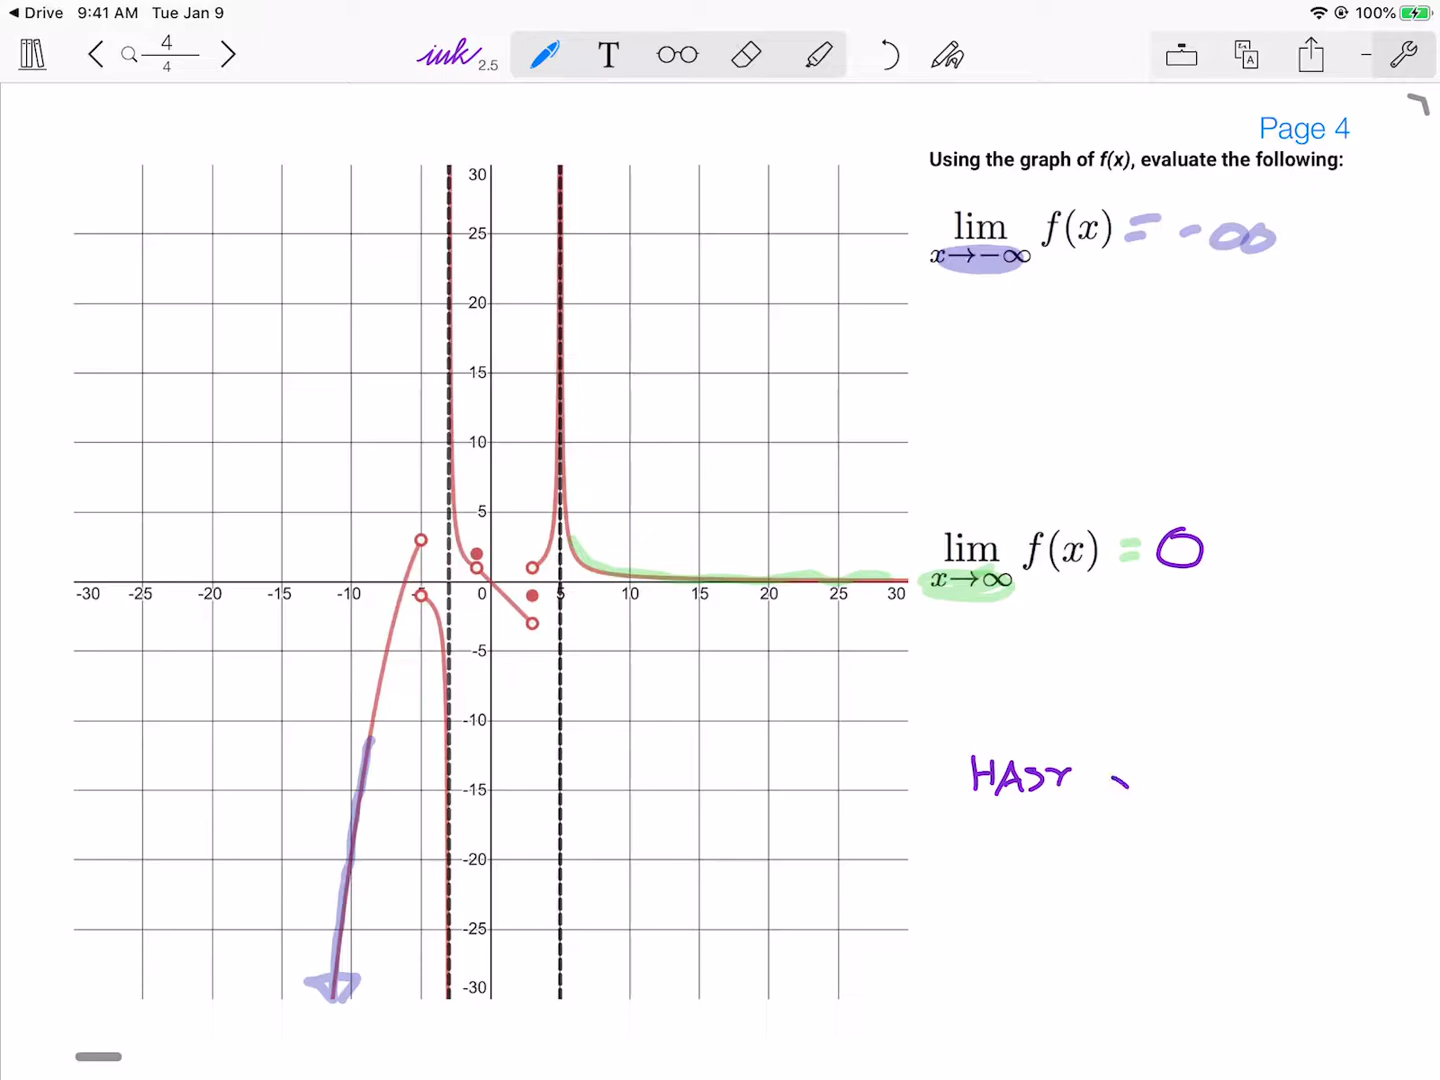 ◀ Drive 9:41 AM Tue Jan 9 100%
4
4
ink 2.5 T A
Page 4
Using the graph of f(x), evaluate the following:
lim f(x) = -∞
x→-∞
lim f(x) = 0
x→∞
HASY
30
25
20
15
10
5
-30 -25 -20 -15 -10 -5 0 5 10 15 20 25 30
-5
-10
-15
-20
-25
-30